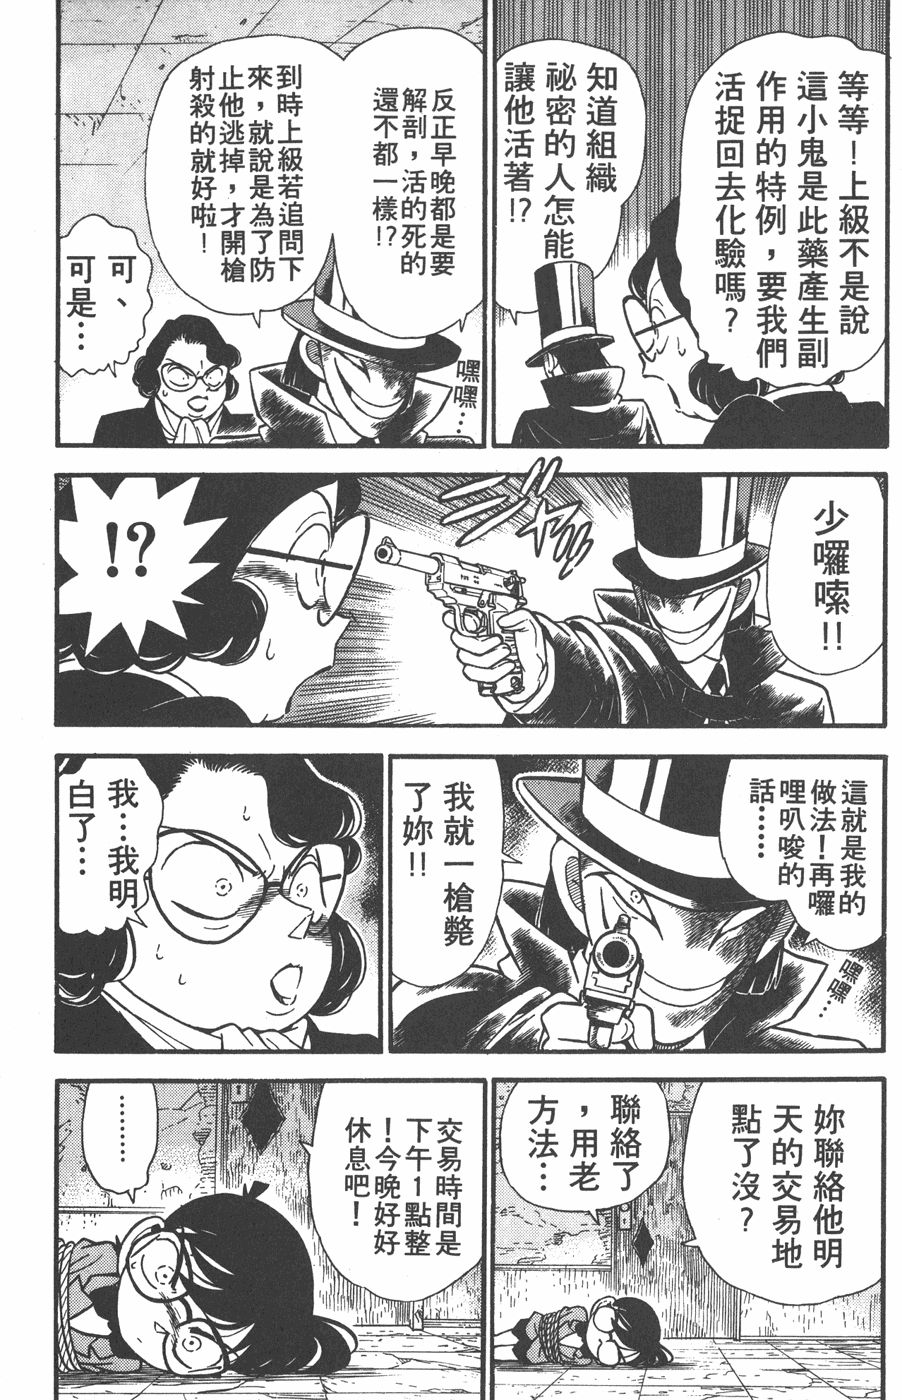 等等！上級不是說
這小鬼是此藥產生副
作用的特例，要我們
活捉回去化驗嗎？
知道組織
祕密的人怎能
讓他活著!?
反正早晚都是要
解剖，活的死的
還不都一樣!?
到時上級若追問下
來，就說是為了防
止他逃掉，才開槍
射殺的就好啦！
嘿嘿…
可、
可是…
少囉嗦!!
!?
這就是我的
做法！再囉
哩叭唆的
話……
嘿嘿…
我就一槍斃
了妳!!
我…我明
白了…
妳聯絡他明
天的交易地
點了沒？
聯絡了
，用老
方法…
交易時間是
下午1點整
！今晚好好
休息吧！
……